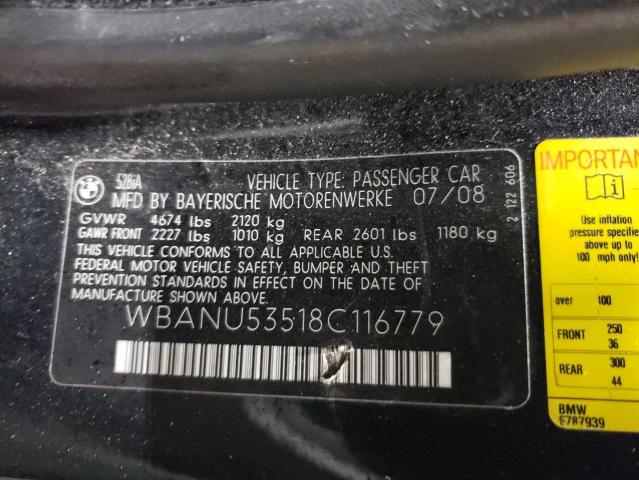 BMW
528iA
VEHICLE TYPE: PASSENGER CAR
MFD BY BAYERISCHE MOTORENWERKE 07/08
GVWR 4674 lbs 2120 kg
GAWR FRONT 2227 lbs 1010 kg REAR 2601 lbs 1180 kg
THIS VEHICLE CONFORMS TO ALL APPLICABLE U.S.
FEDERAL MOTOR VEHICLE SAFETY, BUMPER AND THEFT
PREVENTION STANDARDS IN EFFECT ON THE DATE OF
MANUFACTURE SHOWN ABOVE.
WBANU53518C116779
2 122 606
IMPORTAN
Use inflation
pressure specifie
above up to
100 mph only!
over 100
FRONT 250
36
REAR 300
44
BMW
6787939